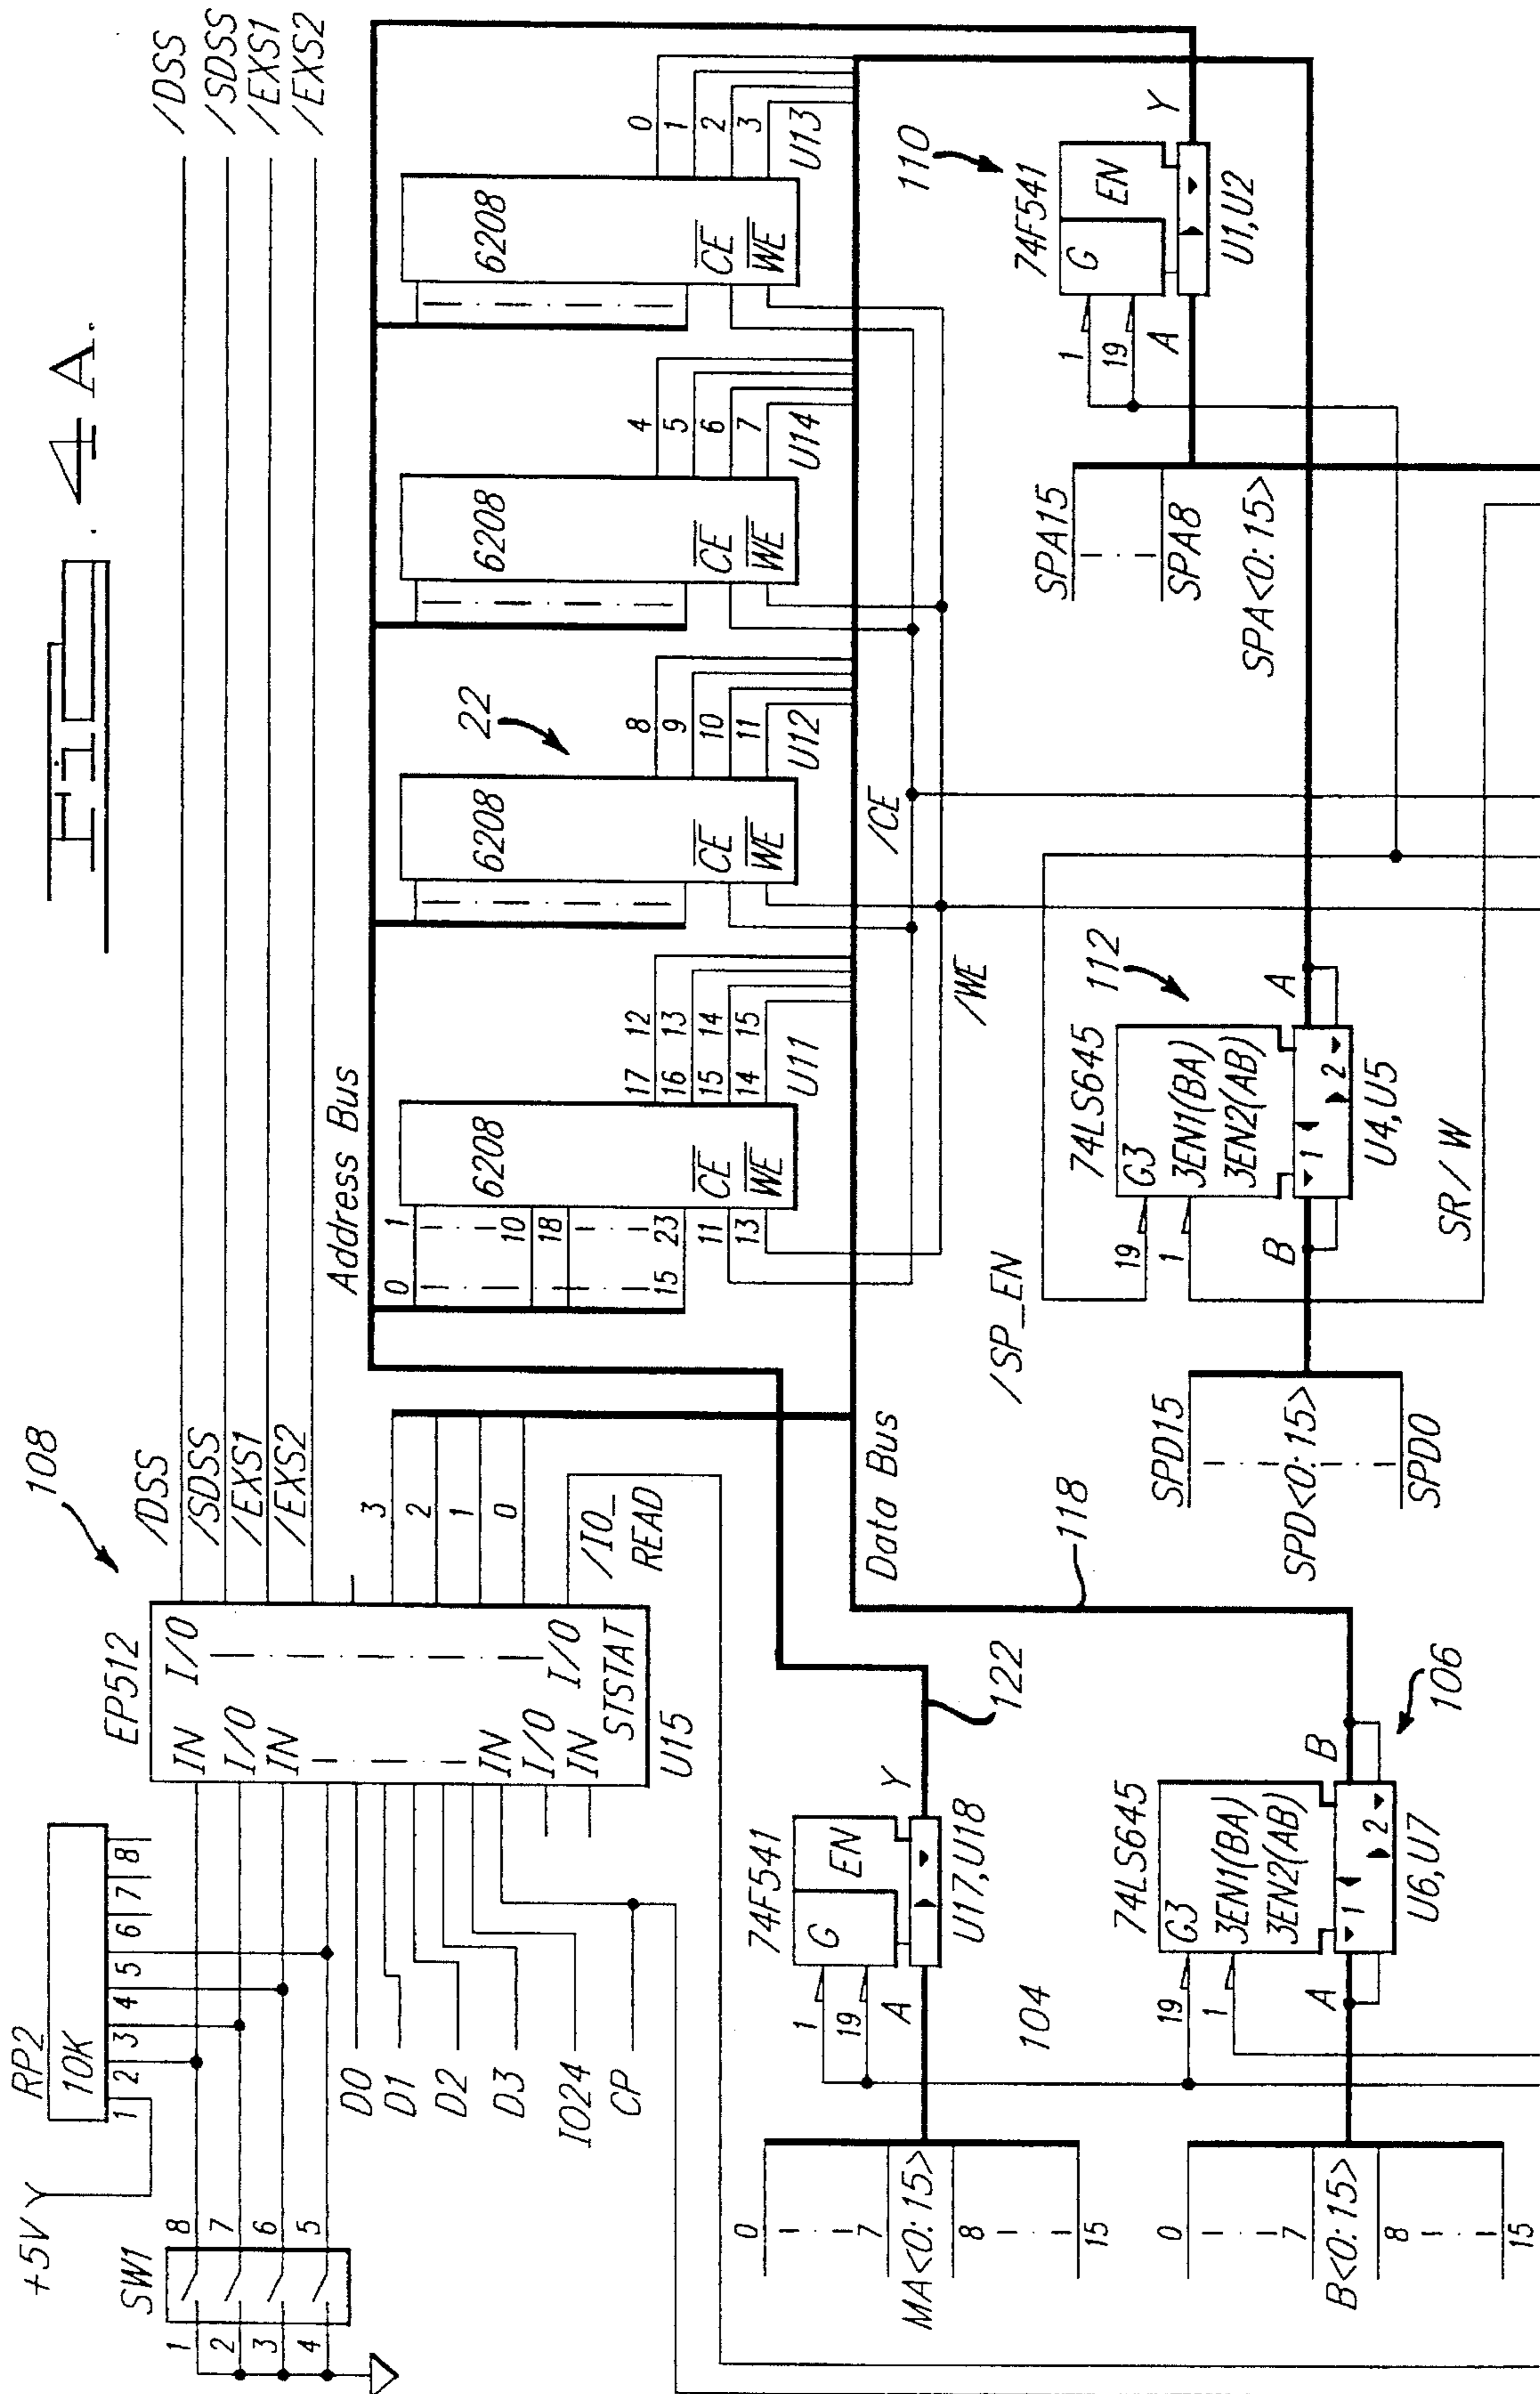 Fig. 4A.
/DSS
/SDSS
/EXS1
/EXS2
108
/DSS
/SDSS
/EXS1
/EXS2
+5V
RP2
10K
1 2 3 4 5 6 7 8
SW1
1 8
2 7
3 6
4 5
EP512
IN I/O
I/O
IN
IN
I/O
IN I/O
STSTAT
U15
3
2
1
0
/IO_
READ
D0
D1
D2
D3
IO24
CP
Address Bus
0 1
10
18
15 23
11
13
6208
CE
WE
17 12
16 13
15 14
14 15
U11
22
6208
CE
WE
8
9
10
11
U12
6208
CE
WE
4
5
6
7
U14
6208
CE
WE
0
1
2
3
U13
/CE
/WE
Data Bus
118
122
74F541
G EN
1
19
A Y
U17,U18
104
0
7
MA<0:15>
8
15
74LS645
G3
3EN1(BA)
3EN2(AB)
19
1
A B
1 2
U6,U7
106
0
7
B<0:15>
8
15
/SP_EN
74LS645
G3
3EN1(BA)
3EN2(AB)
19
1
B A
1 2
U4,U5
112
SPD15
SPD<0:15>
SPD0
SR/W
110
74F541
G EN
1
19
A Y
U1,U2
SPA15
SPA8
SPA<0:15>